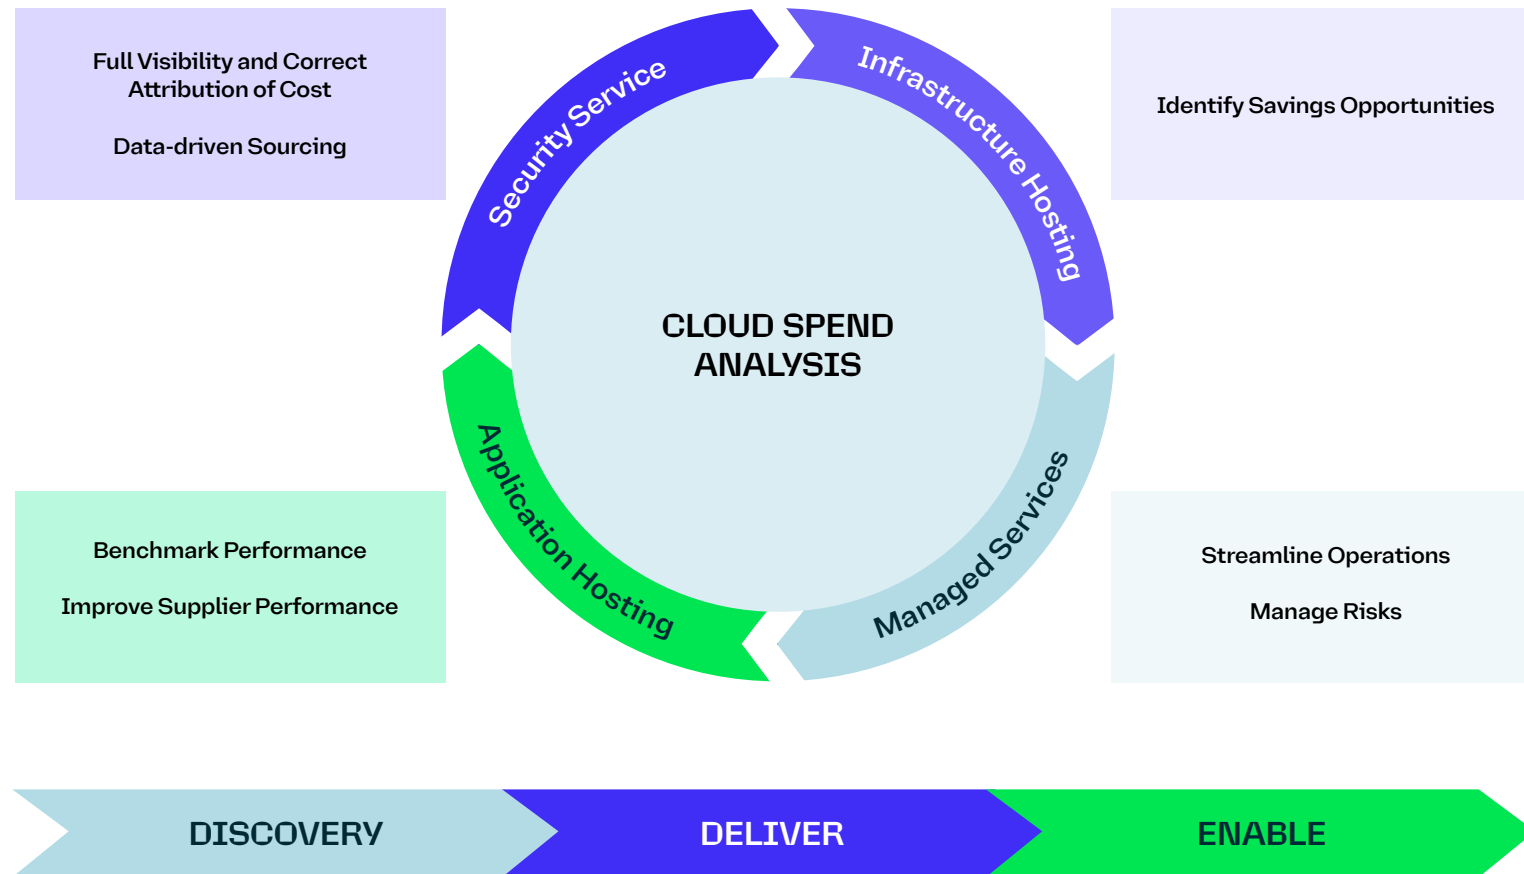 Full Visibility and Correct
Attribution of Cost
Data-driven Sourcing
Security Service
Infrastructure Hosting
Identify Savings Opportunities
CLOUD SPEND
ANALYSIS
Application Hosting
Managed Services
Benchmark Performance
Improve Supplier Performance
Streamline Operations
Manage Risks
DISCOVERY
DELIVER
ENABLE